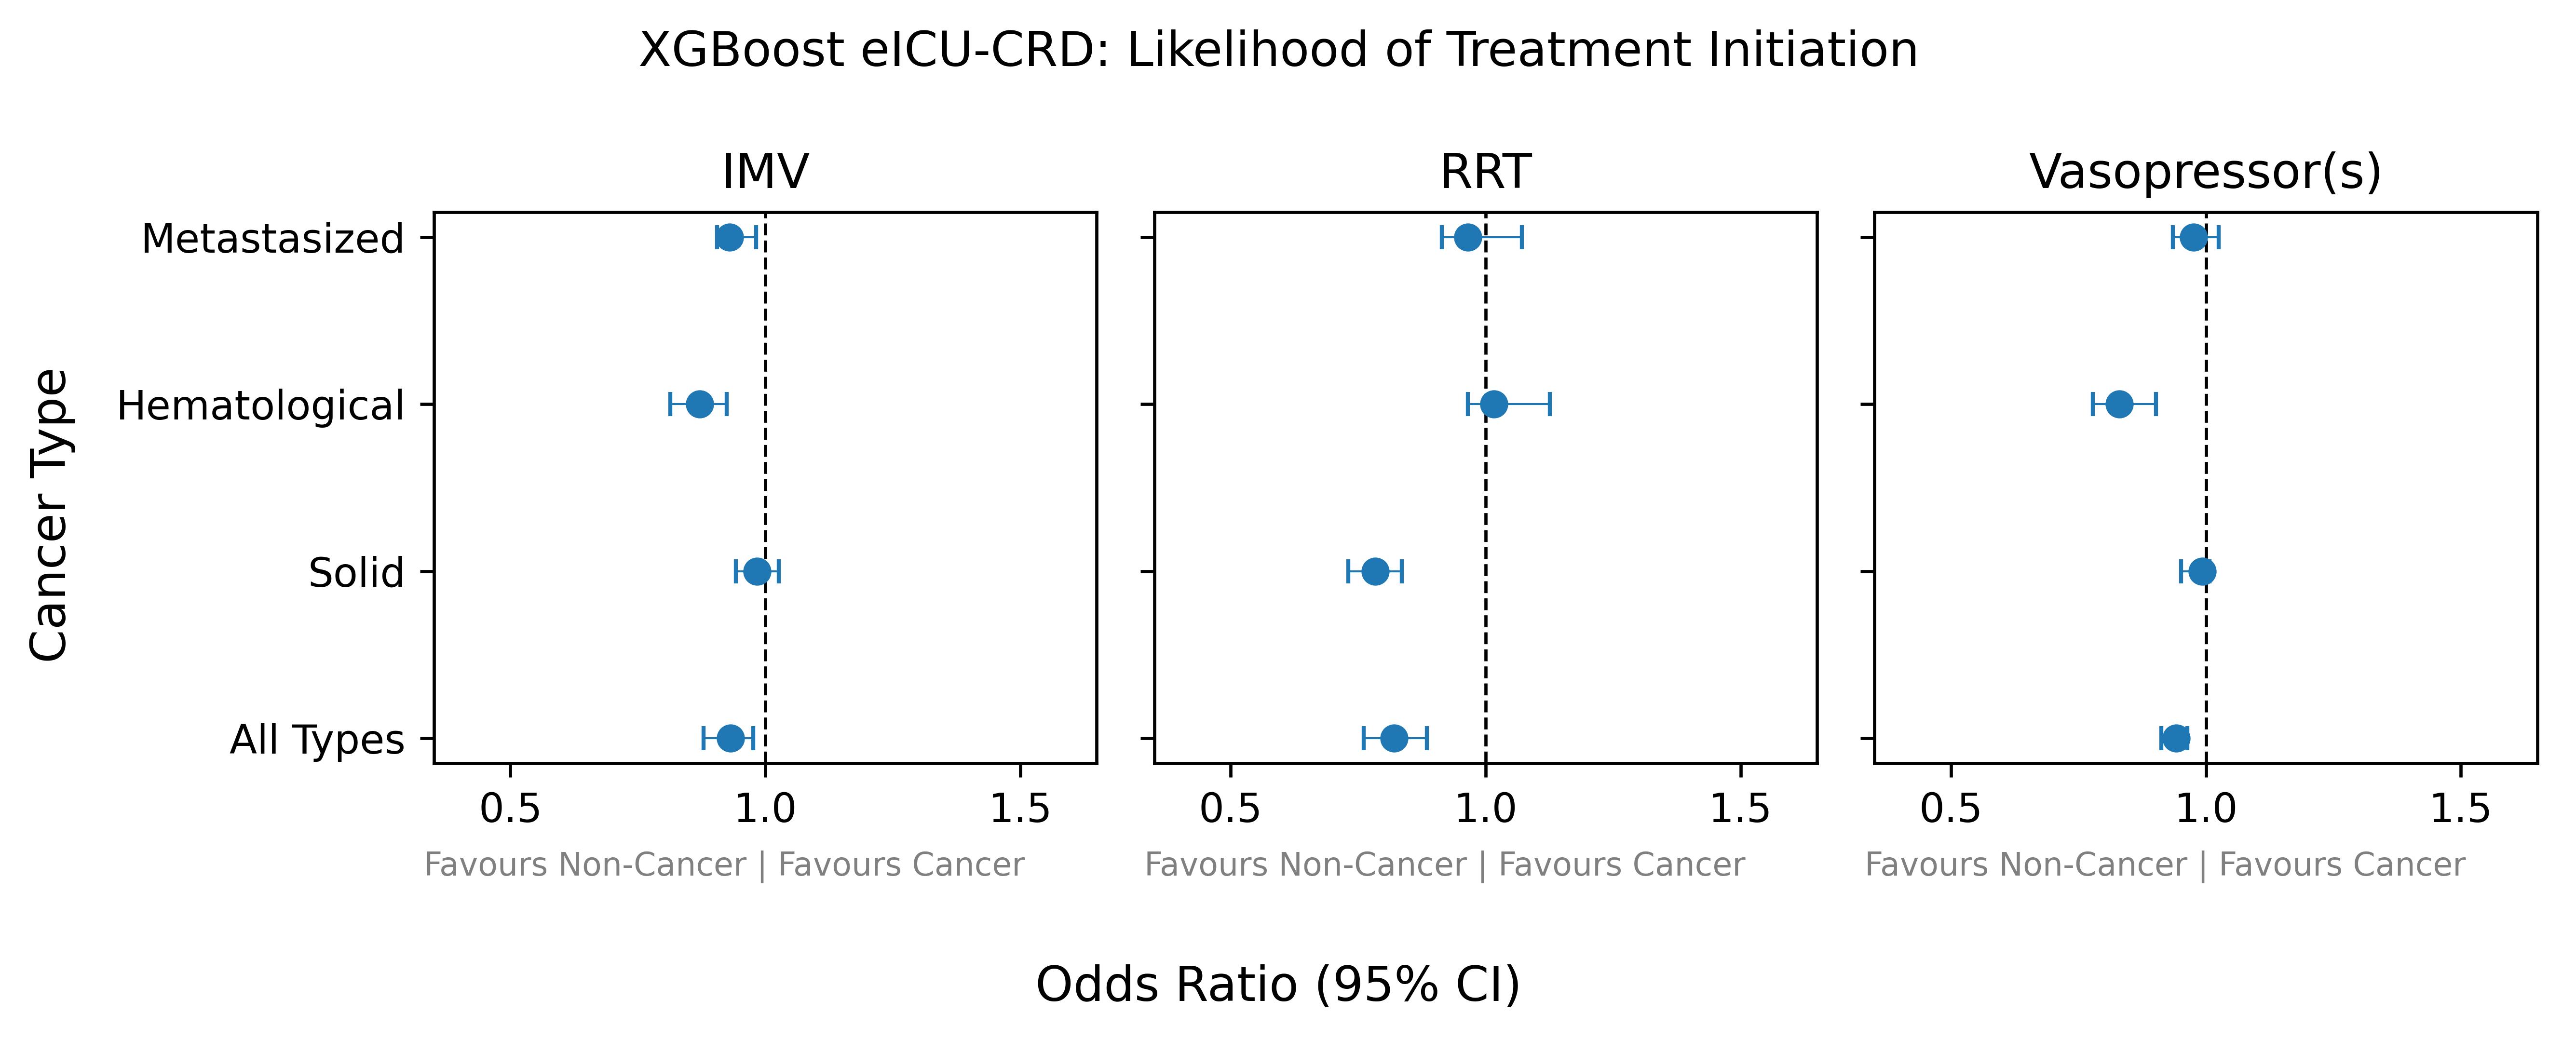 XGBoost eICU-CRD: Likelihood of Treatment Initiation
IMV
RRT
Vasopressor(s)
Cancer Type
Metastasized
Hematological
Solid
All Types
0.5 1.0 1.5
0.5 1.0 1.5
0.5 1.0 1.5
Favours Non-Cancer | Favours Cancer
Favours Non-Cancer | Favours Cancer
Favours Non-Cancer | Favours Cancer
Odds Ratio (95% CI)